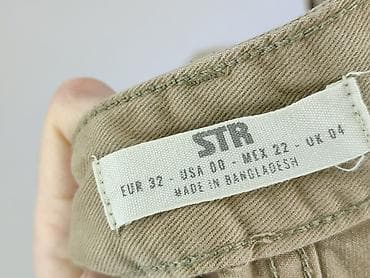 STR
EUR 32 - USA 00 - MEX 22 - UK 04
MADE IN BANGLADESH